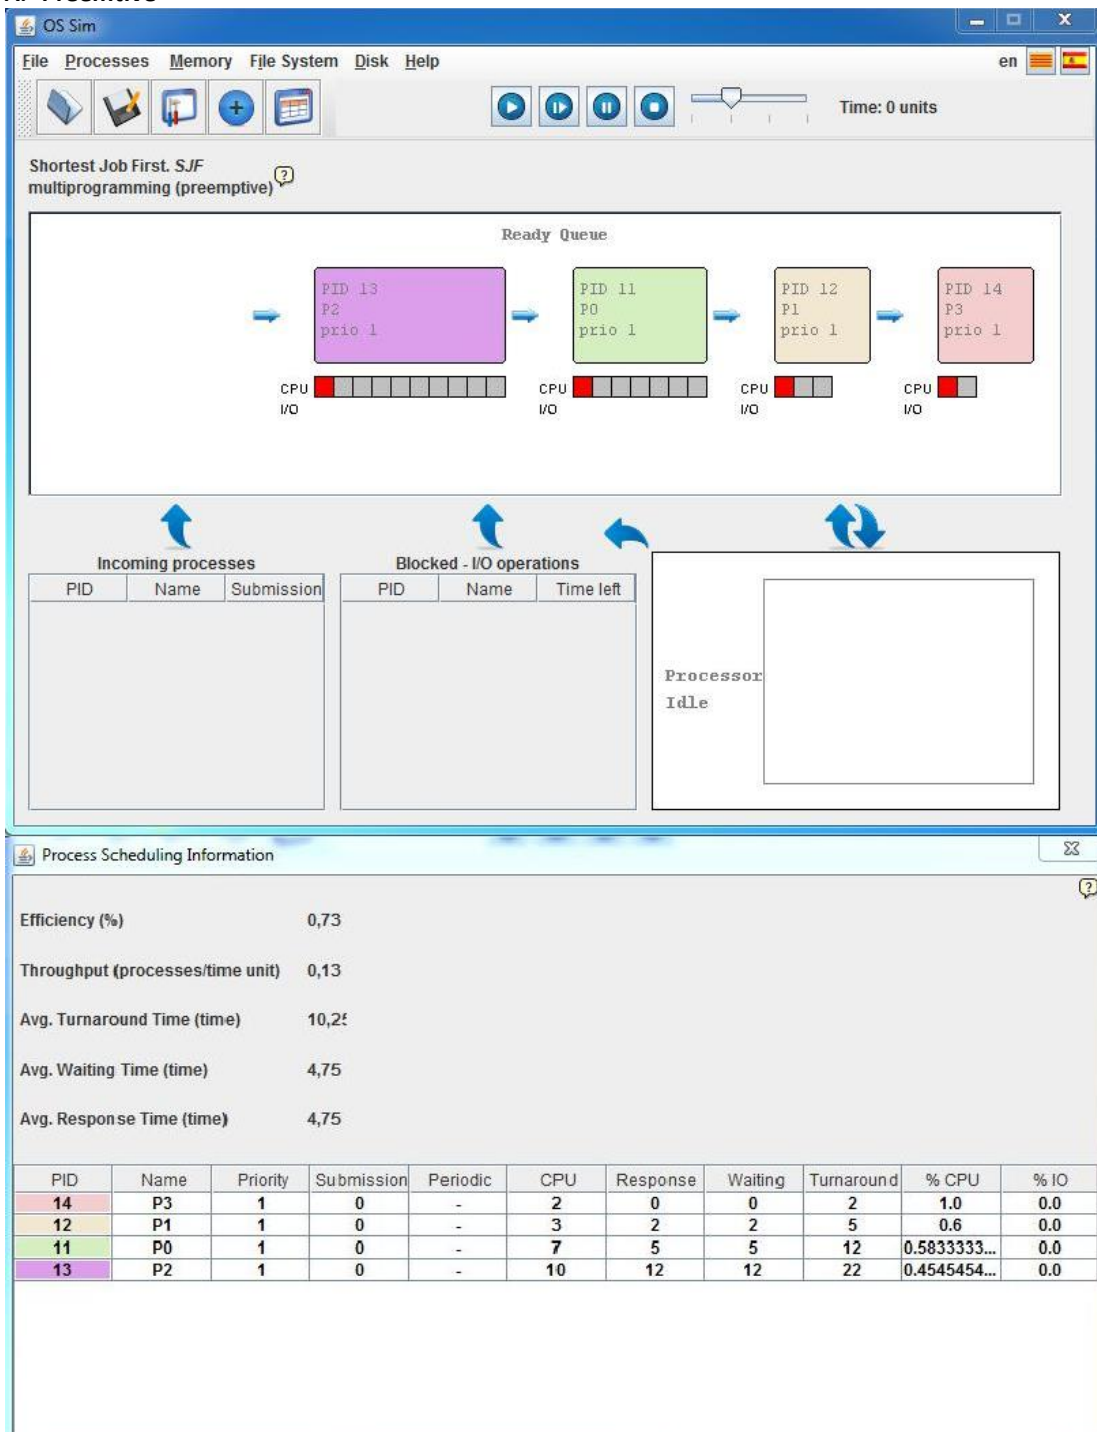 OS Sim
File Processes Memory File System Disk Help en
Time: 0 units
Shortest Job First. SJF
multiprogramming (preemptive)
Ready Queue
PID 13 PID 11 PID 12 PID 14
P2 P0 P1 P3
prio 1 prio 1 prio 1 prio 1
CPU CPU CPU CPU
I/O I/O I/O I/O
Incoming processes Blocked - I/O operations
PID Name Submission PID Name Time left
Processor
Idle
Process Scheduling Information
Efficiency (%) 0,73
Throughput (processes/time unit) 0,13
Avg. Turnaround Time (time) 10,25
Avg. Waiting Time (time) 4,75
Avg. Response Time (time) 4,75
PID Name Priority Submission Periodic CPU Response Waiting Turnaround % CPU % IO
14 P3 1 0 - 2 0 0 2 1.0 0.0
12 P1 1 0 - 3 2 2 5 0.6 0.0
11 P0 1 0 - 7 5 5 12 0.5833333... 0.0
13 P2 1 0 - 10 12 12 22 0.4545454... 0.0